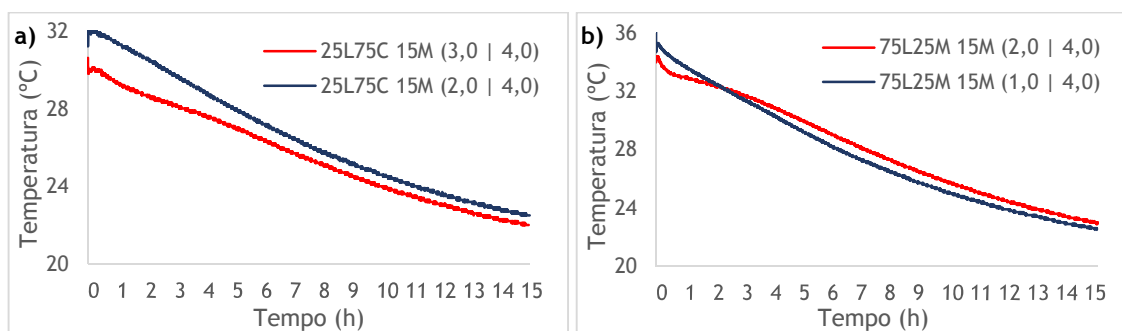 a)
25L75C 15M (3,0 | 4,0)
25L75C 15M (2,0 | 4,0)
Temperatura (ºC)
32
28
24
20
0 1 2 3 4 5 6 7 8 9 10 11 12 13 14 15
Tempo (h)
b)
75L25M 15M (2,0 | 4,0)
75L25M 15M (1,0 | 4,0)
Temperatura (ºC)
36
32
28
24
20
0 1 2 3 4 5 6 7 8 9 10 11 12 13 14 15
Tempo (h)